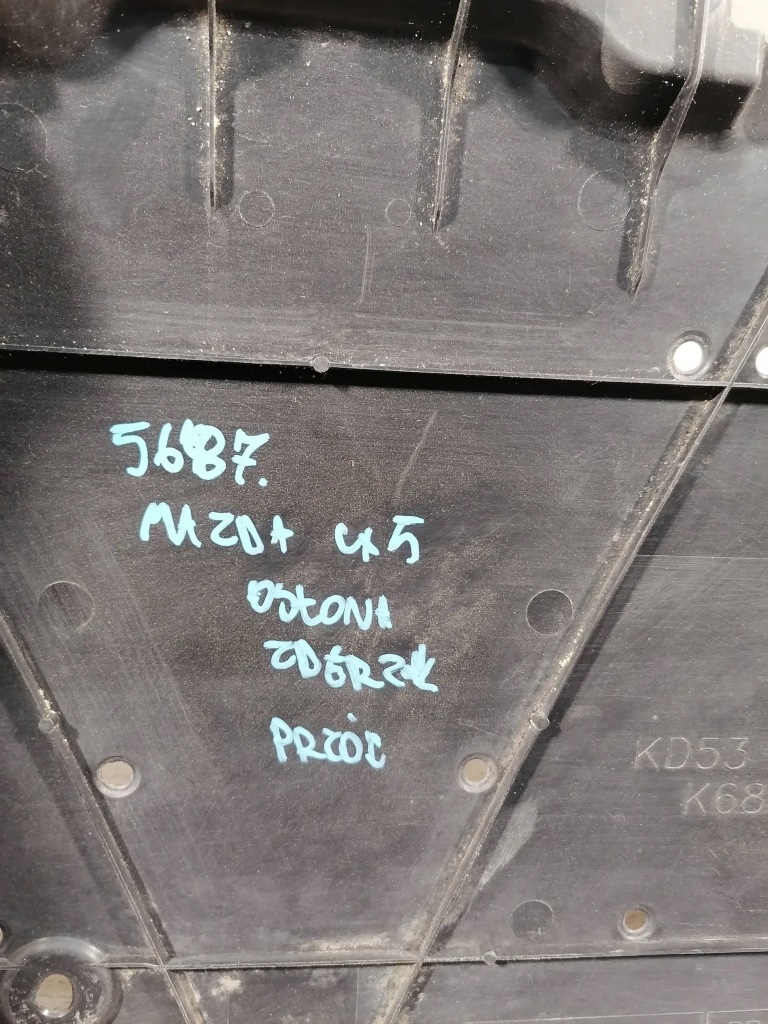 5687.
MAZDA CX5
OSŁONA
ZDERZAK
PRZÓD
KD53
K68